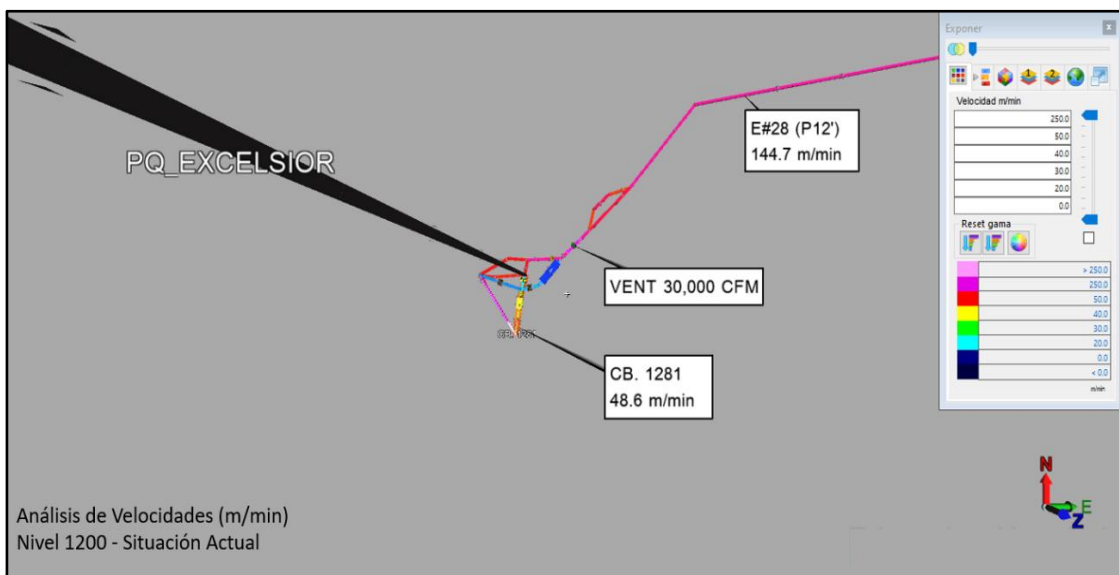 Exponer
x
Velocidad m/min
250.0
50.0
40.0
30.0
20.0
0.0
Reset gama
> 250.0
250.0
50.0
40.0
30.0
20.0
0.0
< 0.0
m/min
PQ_EXCELSIOR
E#28 (P12')
144.7 m/min
VENT 30,000 CFM
CB. 1281
48.6 m/min
N
E
Z
Análisis de Velocidades (m/min)
Nivel 1200 - Situación Actual